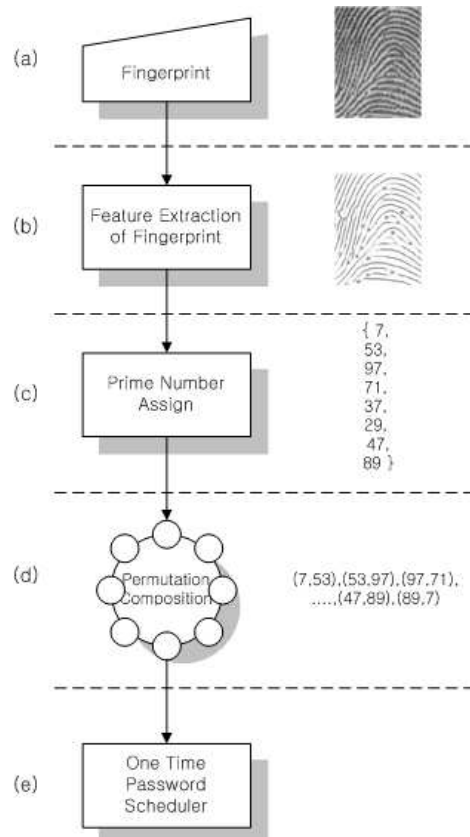 (a)
Fingerprint
(b)
Feature Extraction
of Fingerprint
(c)
Prime Number
Assign
{ 7,
53,
97,
71,
37,
29,
47,
89 }
(d)
Permutation
Composition
(7,53),(53,97),(97,71),
....,(47,89),(89,7)
(e)
One Time
Password
Scheduler